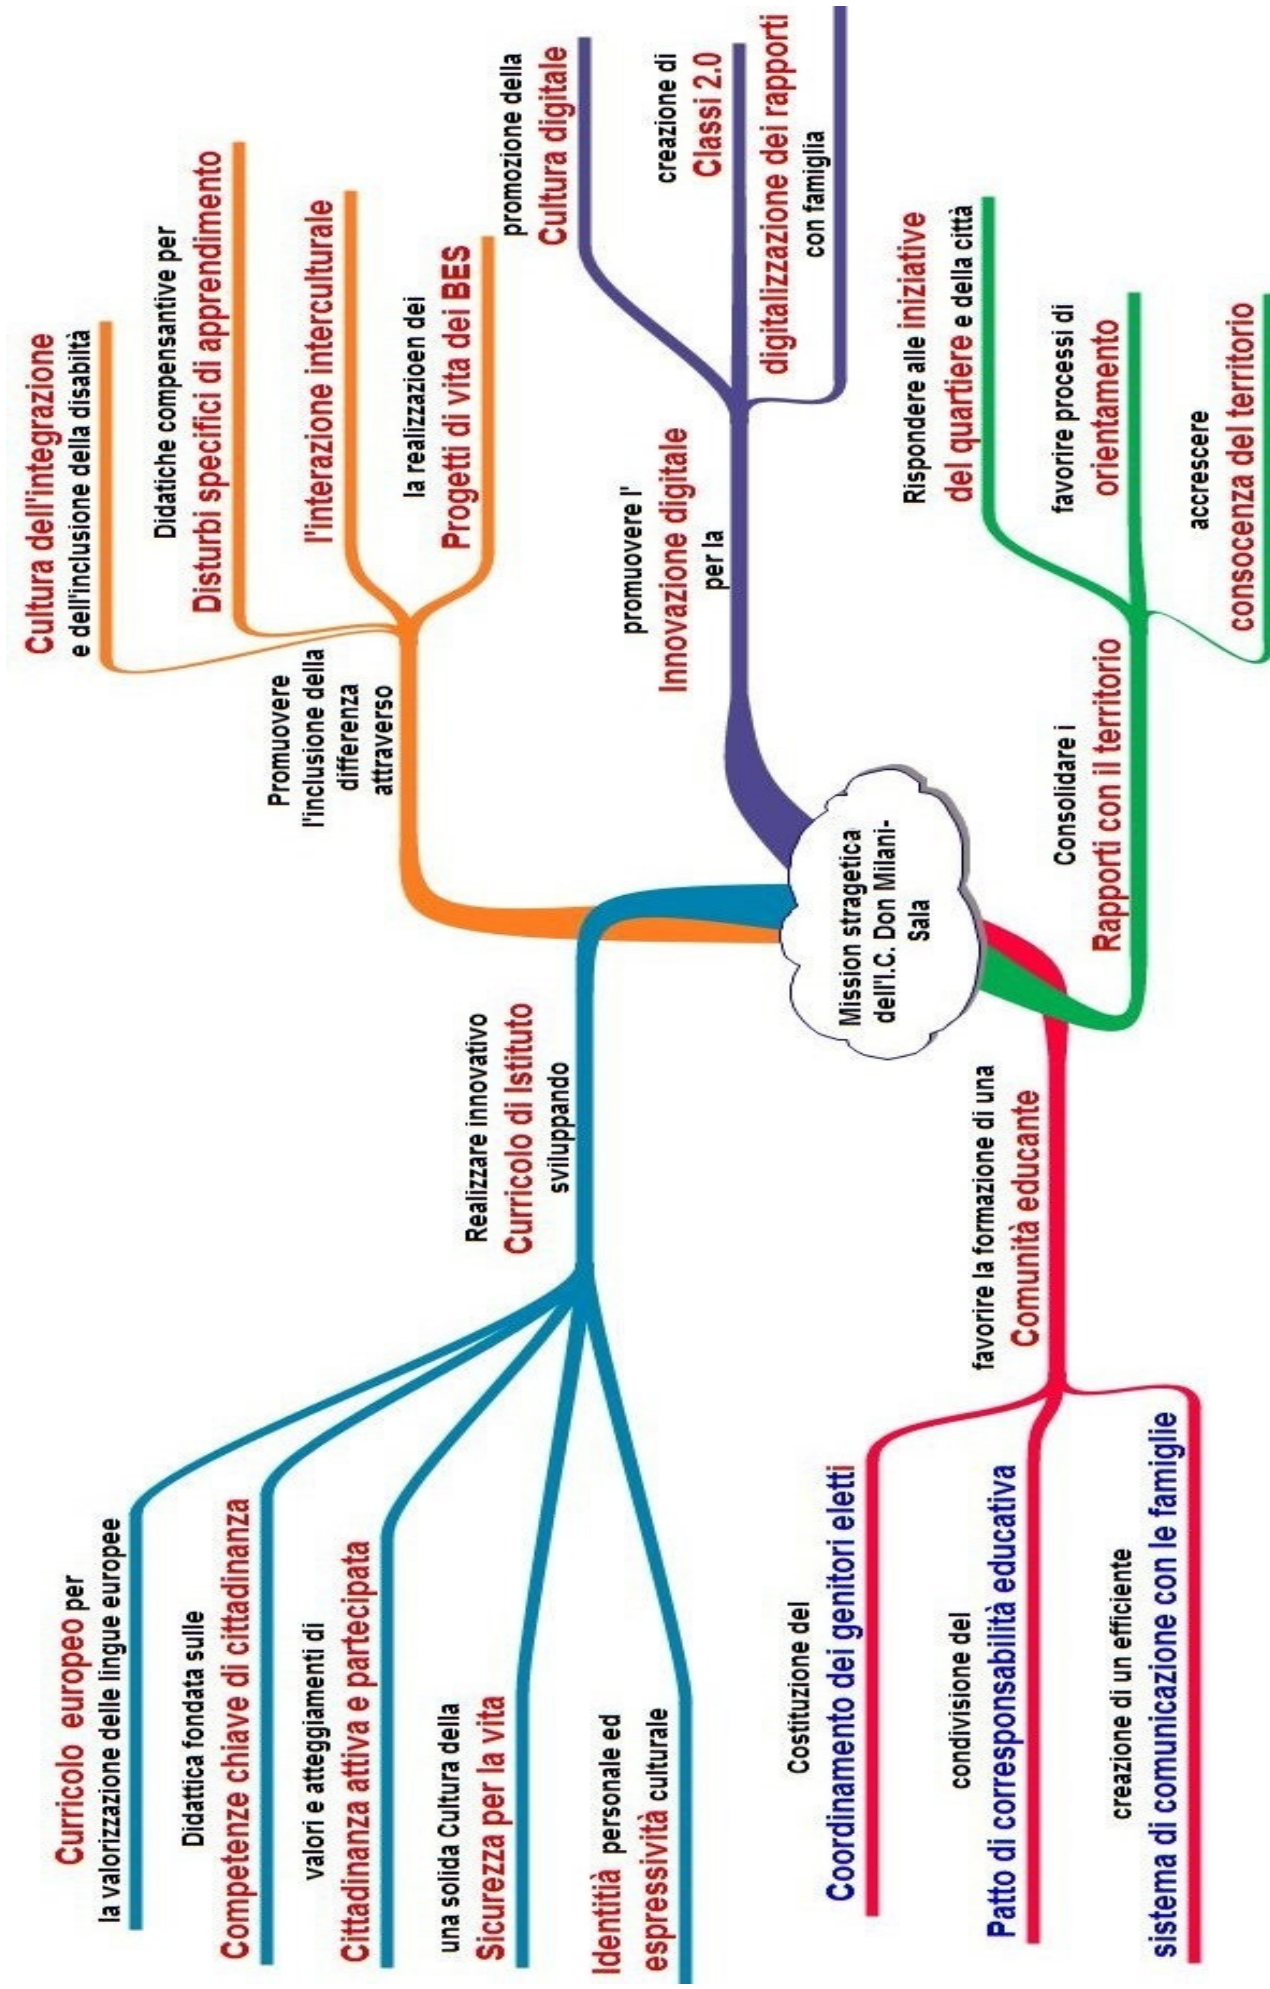 Mission stragetica
dell'I.C. Don Milani-
Sala
Realizzare innovativo
Curricolo di Istituto
sviluppando
Curricolo europeo per
la valorizzazione delle lingue europee
Didattica fondata sulle
Competenze chiave di cittadinanza
valori e atteggiamenti di
Cittadinanza attiva e partecipata
una solida Cultura della
Sicurezza per la vita
Identitià personale ed
espressività culturale
favorire la formazione di una
Comunità educante
Costituzione del
Coordinamento dei genitori eletti
condivisione del
Patto di corresponsabilità educativa
creazione di un efficiente
sistema di comunicazione con le famiglie
Promuovere
l'inclusione della
differenza
attraverso
Cultura dell'integrazione
e dell'inclusione della disabiltà
Didatiche compensantive per
Disturbi specifici di apprendimento
l'interazione interculturale
la realizzazioen dei
Progetti di vita dei BES
promuovere l'
Innovazione digitale
per la
promozione della
Cultura digitale
creazione di
Classi 2.0
digitalizzazione dei rapporti
con famiglia
Consolidare i
Rapporti con il territorio
Rispondere alle iniziative
del quartiere e della città
favorire processi di
orientamento
accrescere
consocenza del territorio